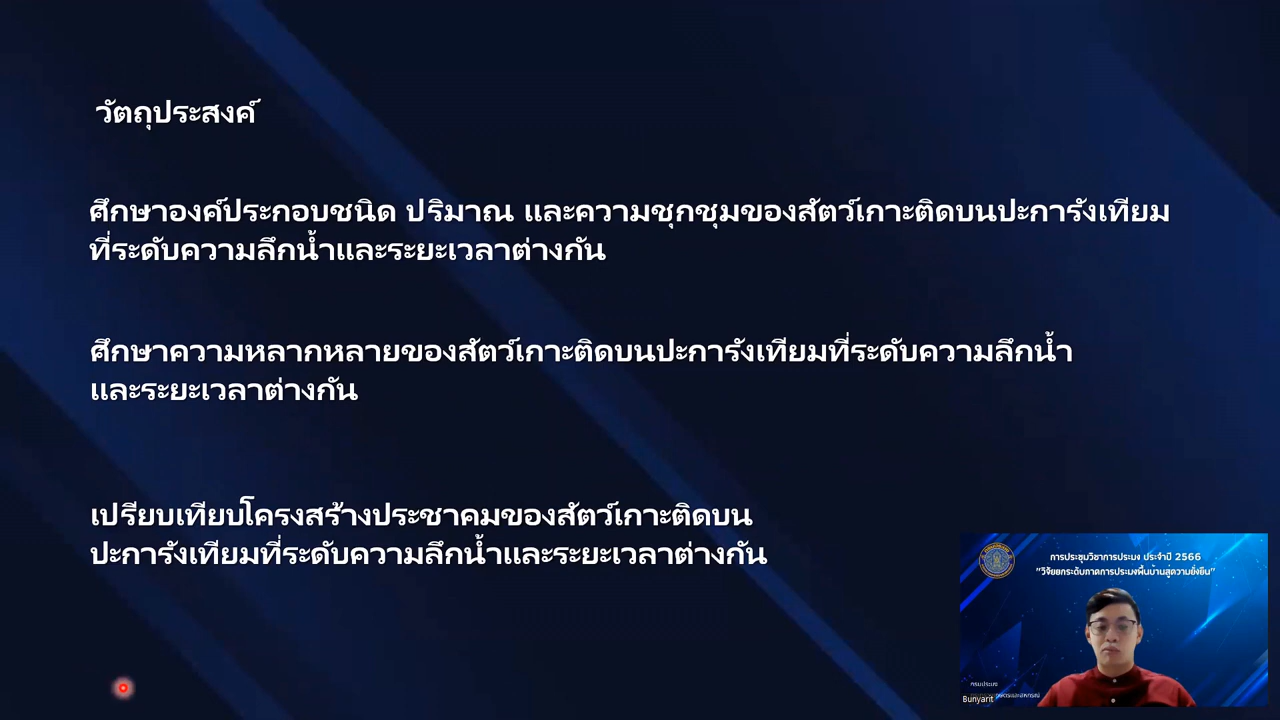 วัตถุประสงค์
ศึกษาองค์ประกอบชนิด ปริมาณ และความชุกชุมของสัตว์เกาะติดบนปะการังเทียม
ที่ระดับความลึกน้ำและระยะเวลาต่างกัน
ศึกษาความหลากหลายของสัตว์เกาะติดบนปะการังเทียมที่ระดับความลึกน้ำ
และระยะเวลาต่างกัน
เปรียบเทียบโครงสร้างประชาคมของสัตว์เกาะติดบน
ปะการังเทียมที่ระดับความลึกน้ำและระยะเวลาต่างกัน
การประชุมวิชาการประมง ประจำปี 2566
"วิจัยยกระดับภาคการประมงพื้นบ้านสู่ความยั่งยืน"
กรมประมง
Bunyarit